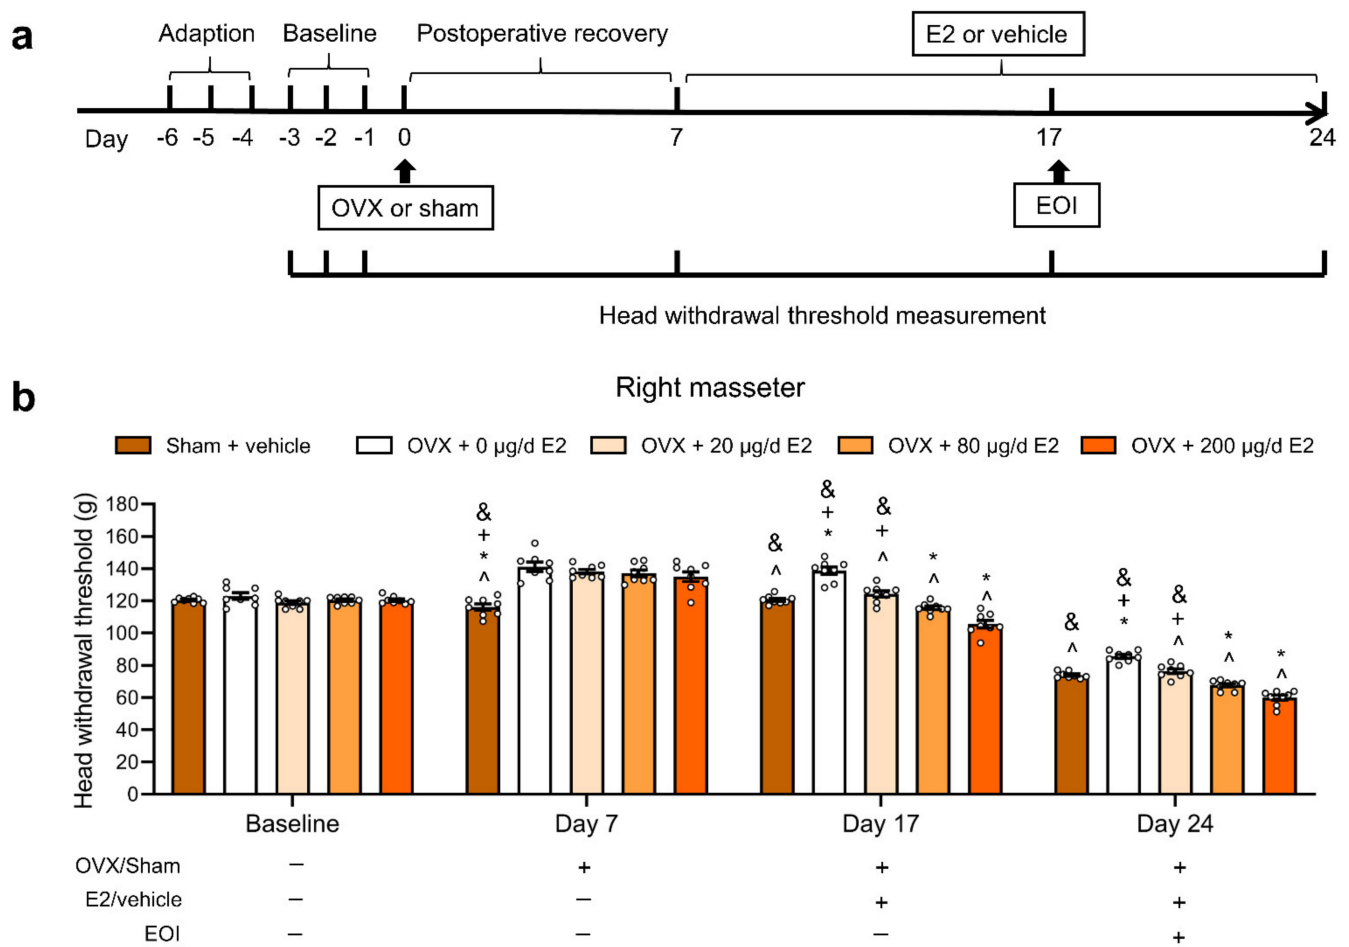 a
Adaption Baseline Postoperative recovery E2 or vehicle
Day -6 -5 -4 -3 -2 -1 0 7 17 24
OVX or sham EOI
Head withdrawal threshold measurement
b
Right masseter
Sham + vehicle OVX + 0 μg/d E2 OVX + 20 μg/d E2 OVX + 80 μg/d E2 OVX + 200 μg/d E2
Head withdrawal threshold (g)
180
160
140
120
100
80
60
40
20
0
&
+
*
^
&
^
&
+
*
&
+
^
*
^
*
^
&
^
&
+
*
&
+
^
*
^
*
^
Baseline Day 7 Day 17 Day 24
OVX/Sham – + + +
E2/vehicle – – + +
EOI – – – +